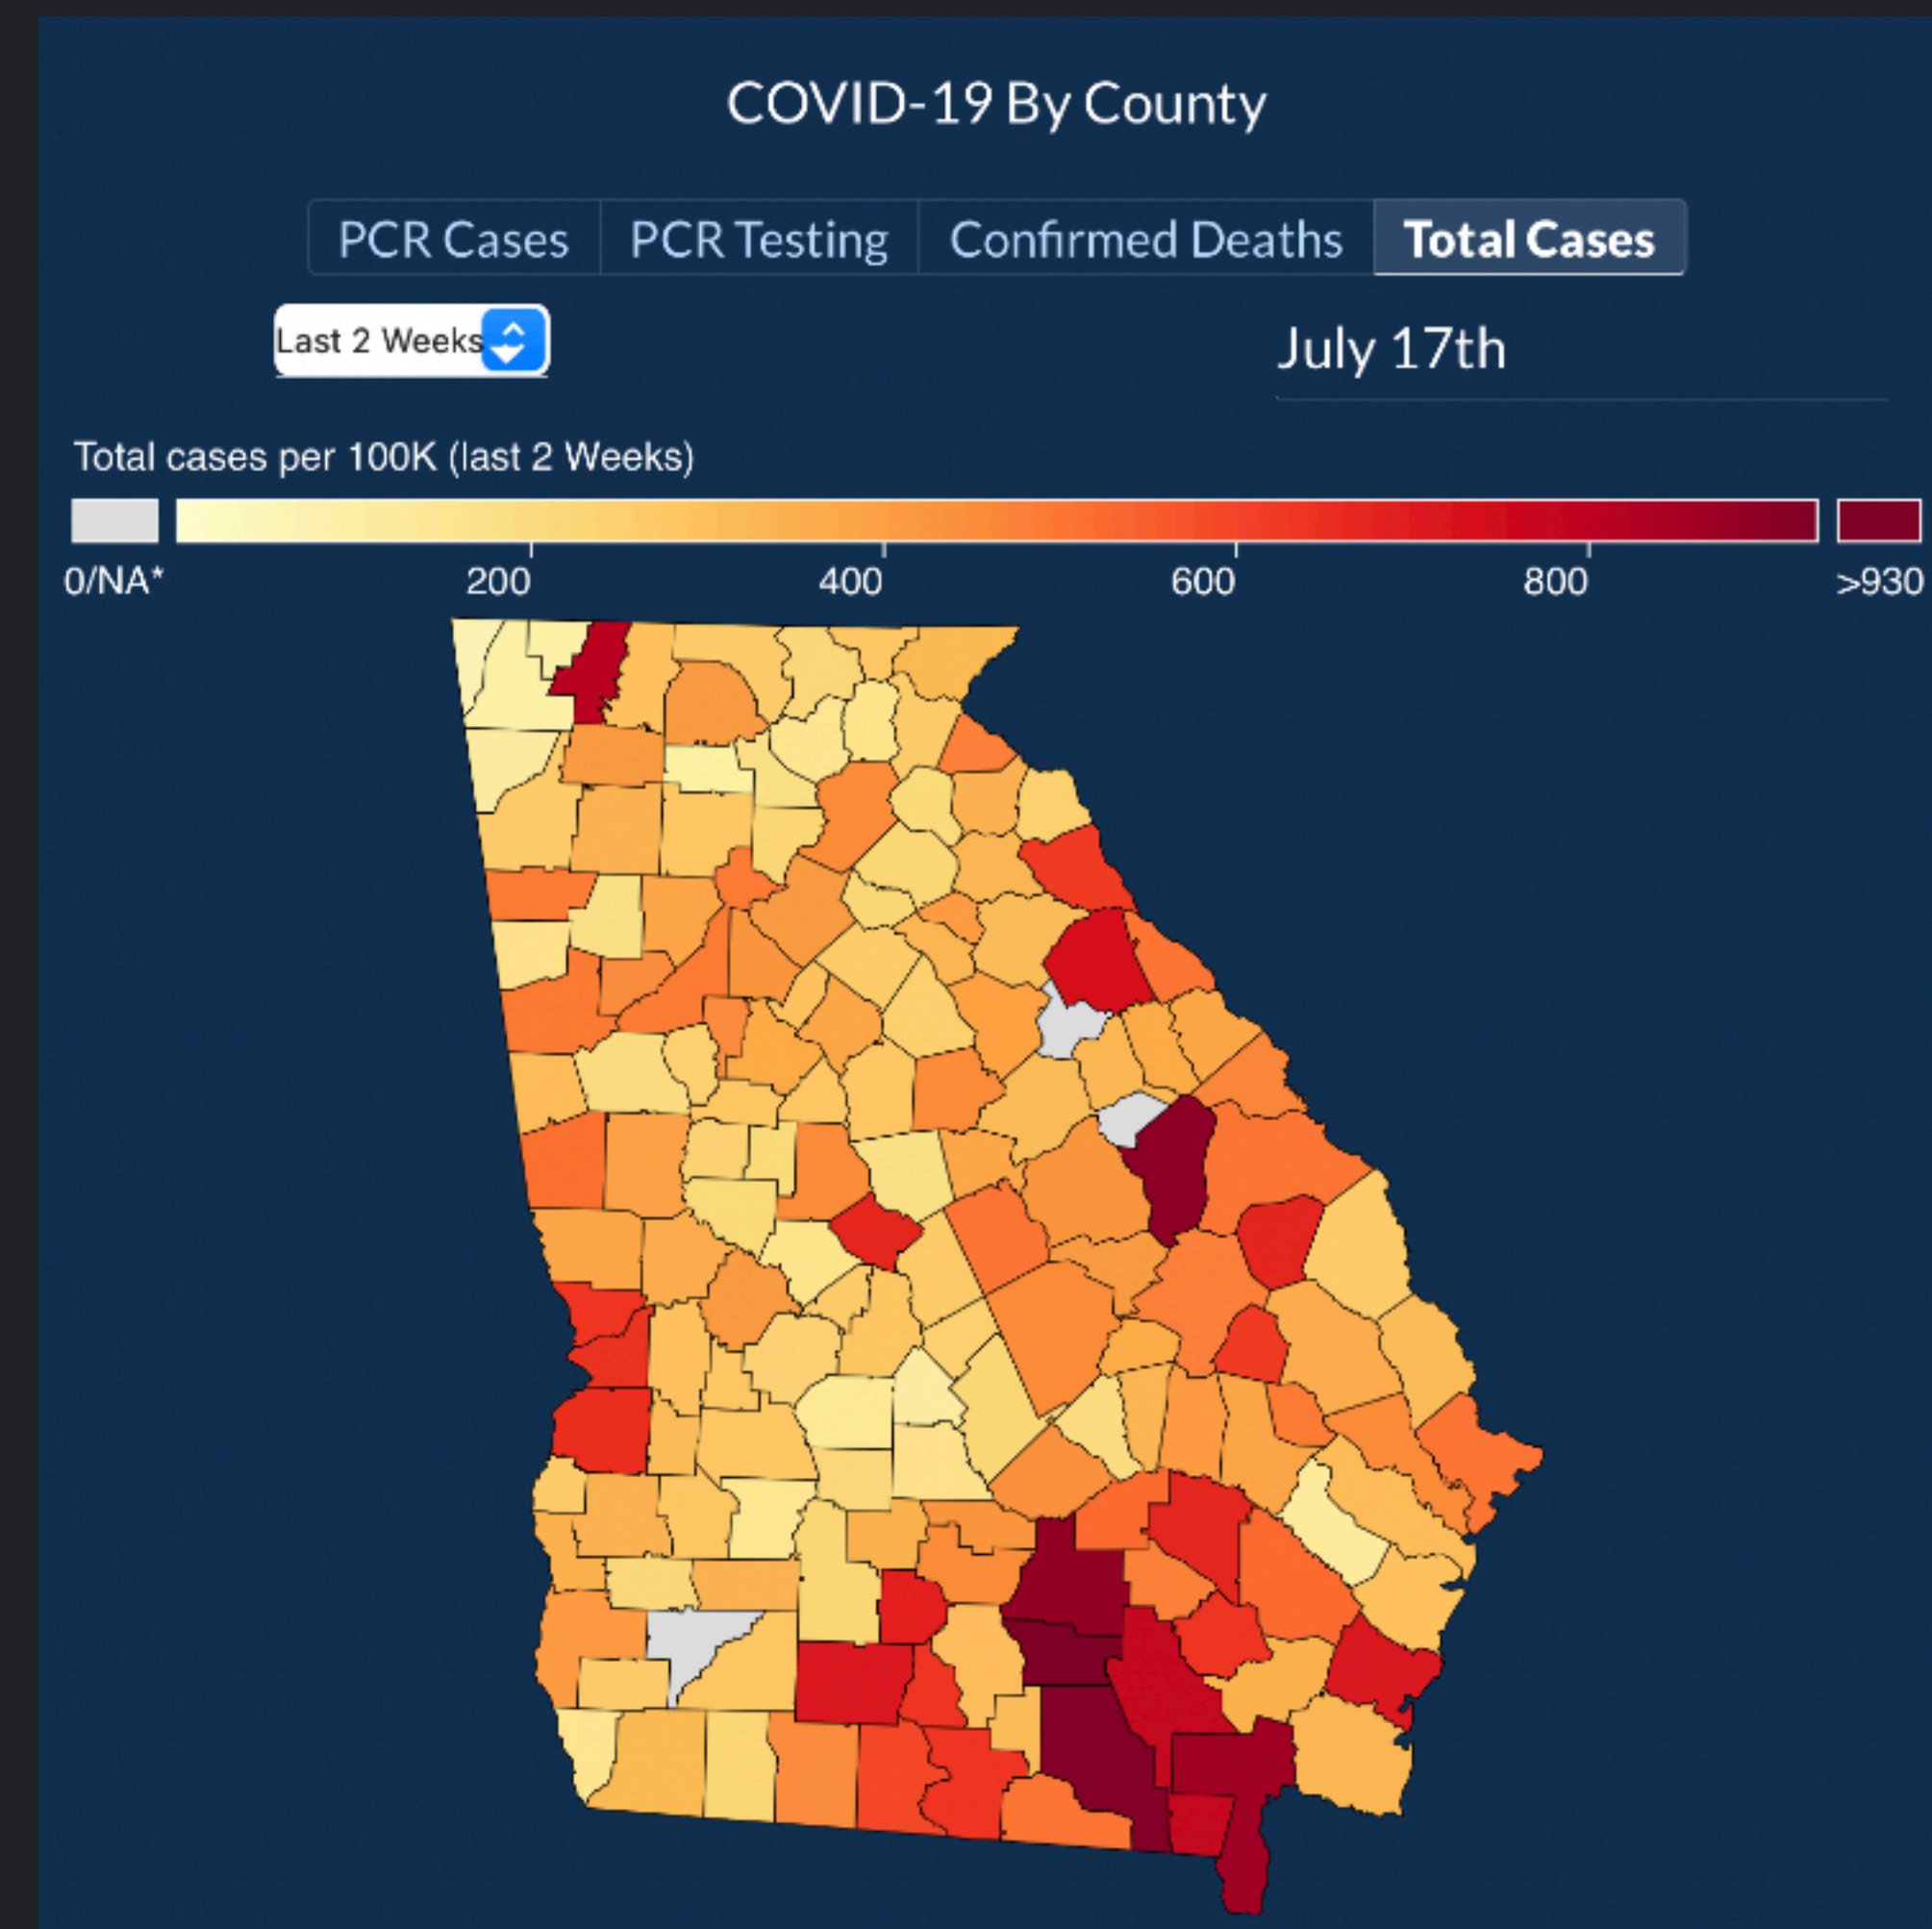 COVID-19 By County
PCR Cases PCR Testing Confirmed Deaths Total Cases
Last 2 Weeks July 17th
Total cases per 100K (last 2 Weeks)
0/NA* 200 400 600 800 >930